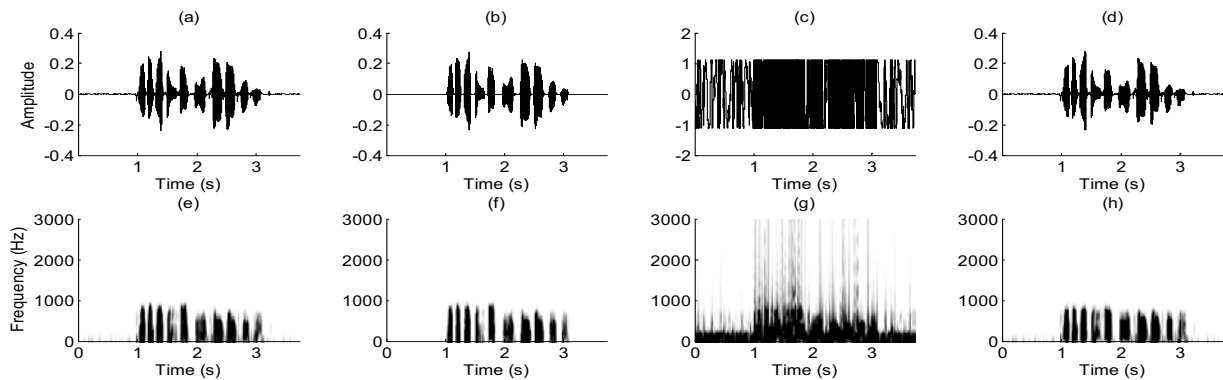 (a) (b) (c) (d)
0.4 0.4 2 0.4
0.2 0.2 1 0.2
0 0 0 0
-0.2 -0.2 -1 -0.2
-0.4 -0.4 -2 -0.4
Amplitude
1 2 3 1 2 3 1 2 3 1 2 3
Time (s) Time (s) Time (s) Time (s)
(e) (f) (g) (h)
3000 3000 3000 3000
2000 2000 2000 2000
1000 1000 1000 1000
0 0 0 0
Frequency (Hz)
0 1 2 3 0 1 2 3 0 1 2 3 0 1 2 3
Time (s) Time (s) Time (s) Time (s)